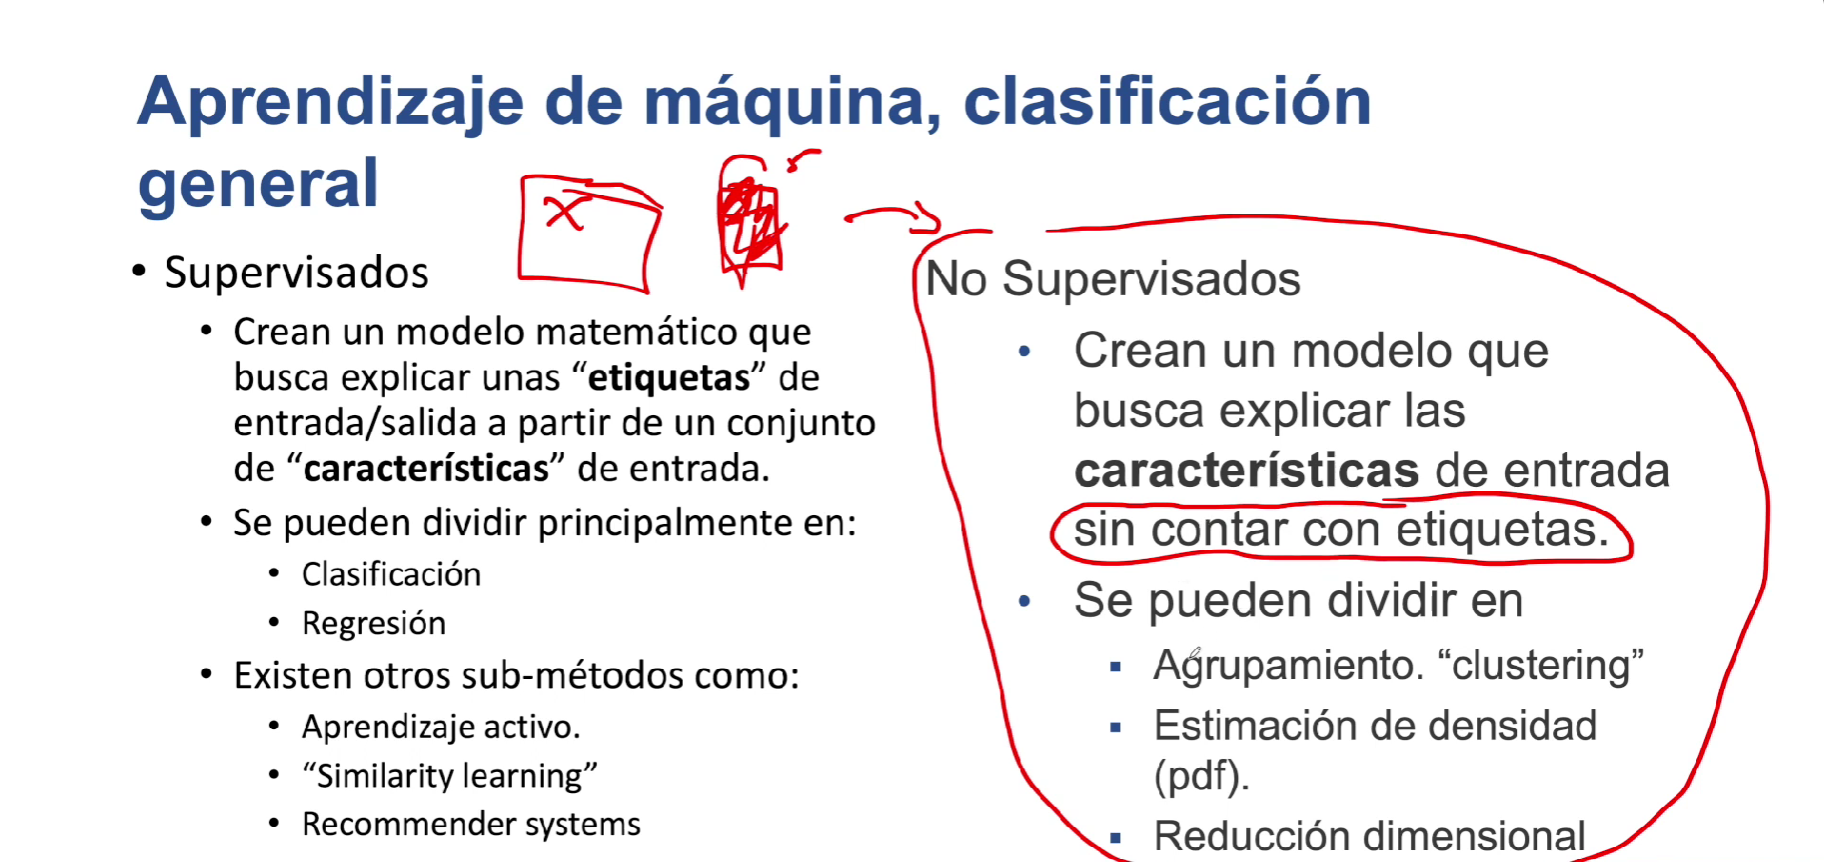 Aprendizaje de máquina, clasificación
general
X
• Supervisados
• Crean un modelo matemático que
busca explicar unas “etiquetas” de
entrada/salida a partir de un conjunto
de “características” de entrada.
• Se pueden dividir principalmente en:
• Clasificación
• Regresión
• Existen otros sub-métodos como:
• Aprendizaje activo.
• “Similarity learning”
• Recommender systems
No Supervisados
• Crean un modelo que
busca explicar las
características de entrada
sin contar con etiquetas.
• Se pueden dividir en
▪ Agrupamiento. “clustering”
▪ Estimación de densidad
(pdf).
▪ Reducción dimensional